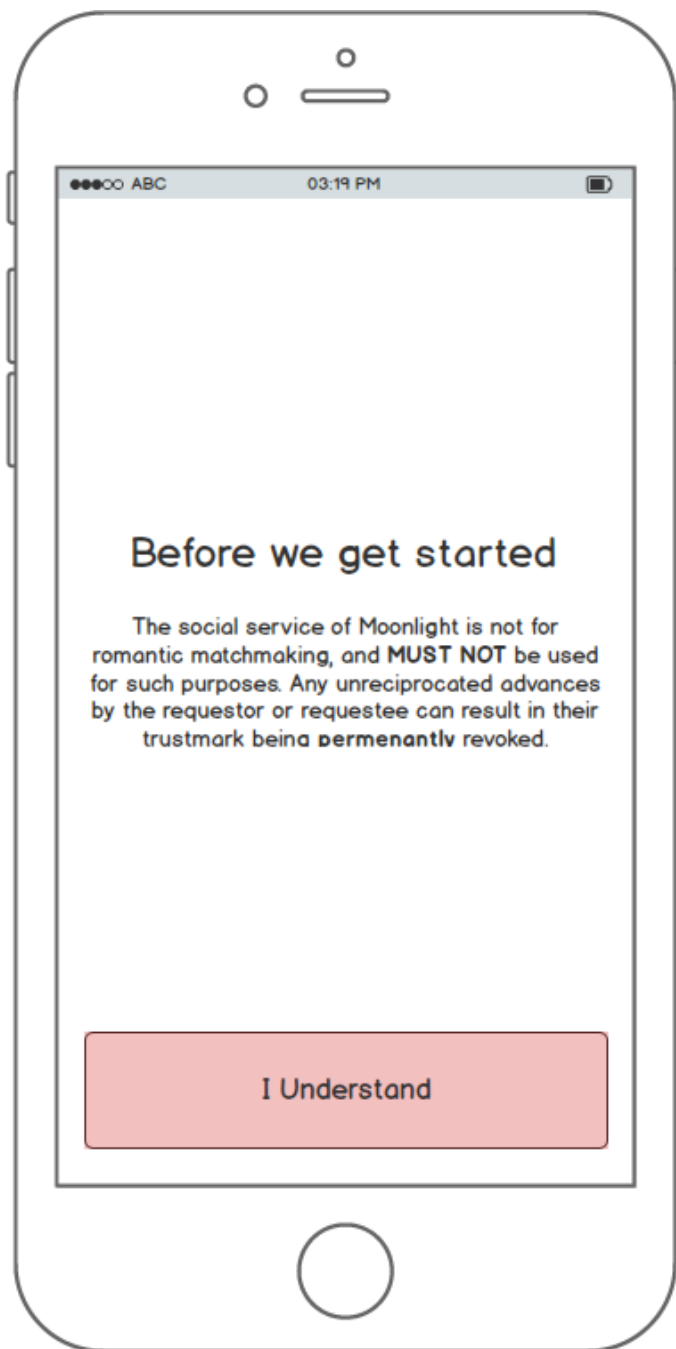 ABC 03:19 PM
Before we get started
The social service of Moonlight is not for
romantic matchmaking, and MUST NOT be used
for such purposes. Any unreciprocated advances
by the requestor or requestee can result in their
trustmark being permenantly revoked.
I Understand